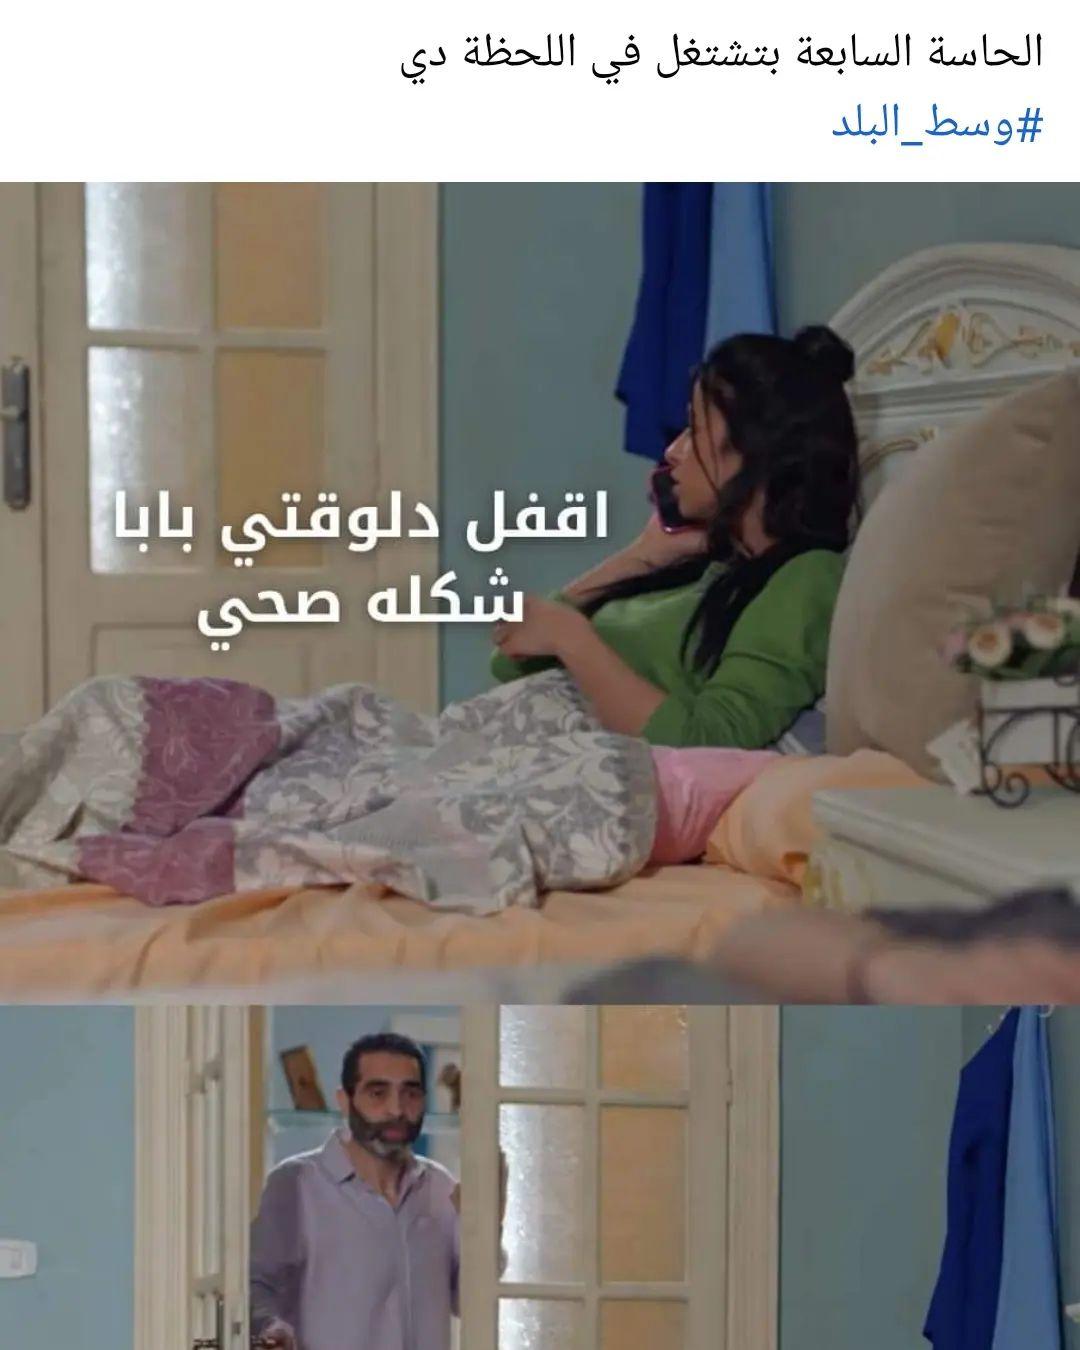 الحاسة السابعة بتشتغل في اللحظة دي
#وسط_البلد
اقفل دلوقتي بابا
شكله صحي